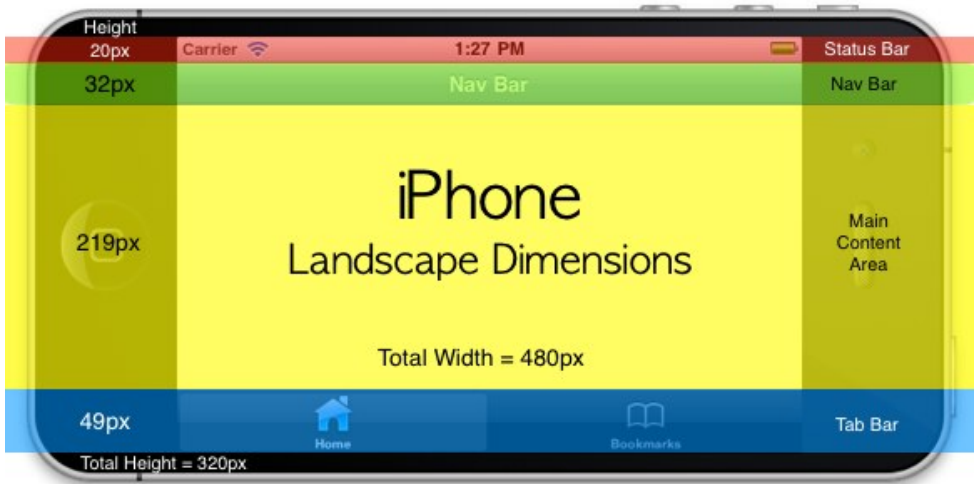 Height
20px Carrier 1:27 PM Status Bar
32px Nav Bar Nav Bar
iPhone
Landscape Dimensions
219px
Main
Content
Area
Total Width = 480px
49px Home Bookmarks Tab Bar
Total Height = 320px